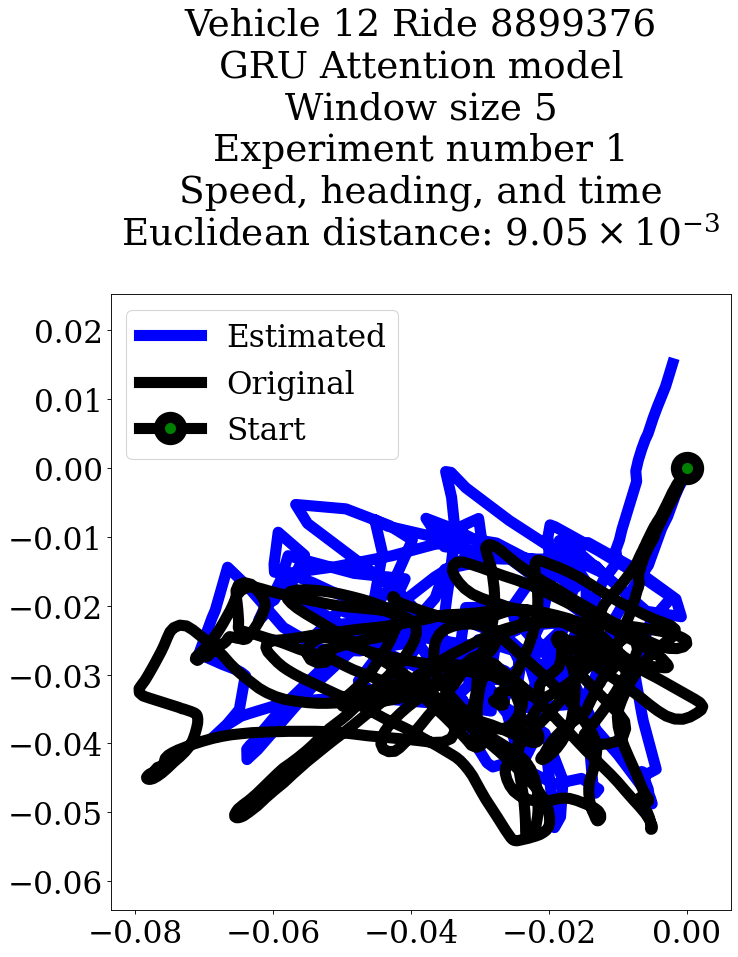 Vehicle 12 Ride 8899376
GRU Attention model
Window size 5
Experiment number 1
Speed, heading, and time
Euclidean distance: 9.05 × 10⁻³
Estimated
Original
Start
0.02
0.01
0.00
−0.01
−0.02
−0.03
−0.04
−0.05
−0.06
−0.08 −0.06 −0.04 −0.02 0.00